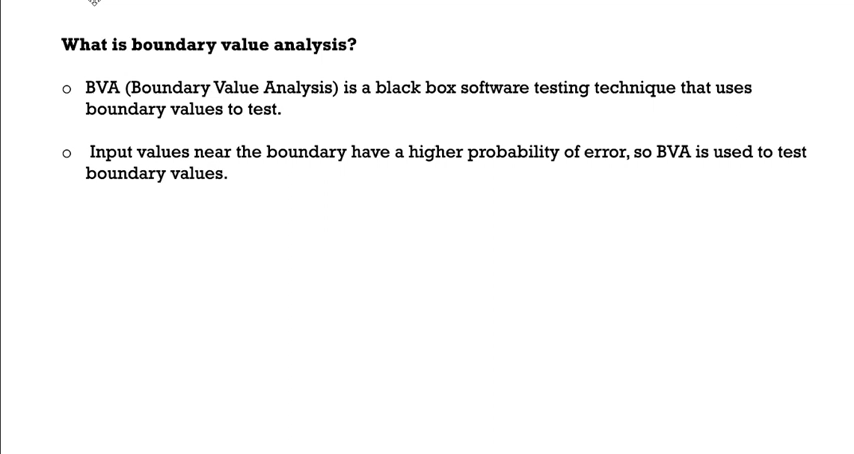 What is boundary value analysis?
o BVA (Boundary Value Analysis) is a black box software testing technique that uses
boundary values to test.
o Input values near the boundary have a higher probability of error, so BVA is used to test
boundary values.